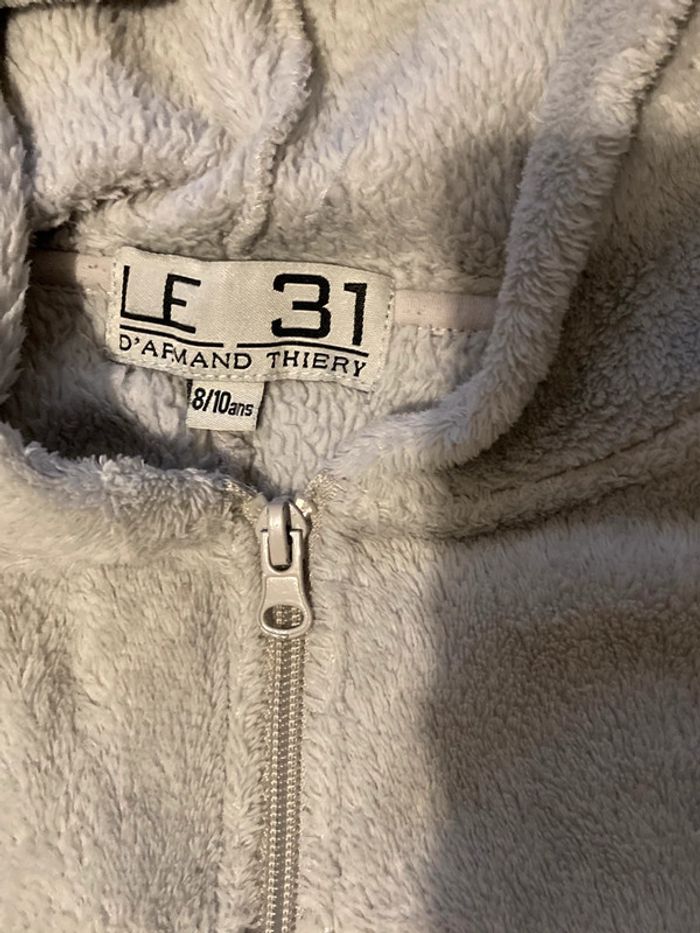 LE 31
D'ARMAND THIERY
8/10ans